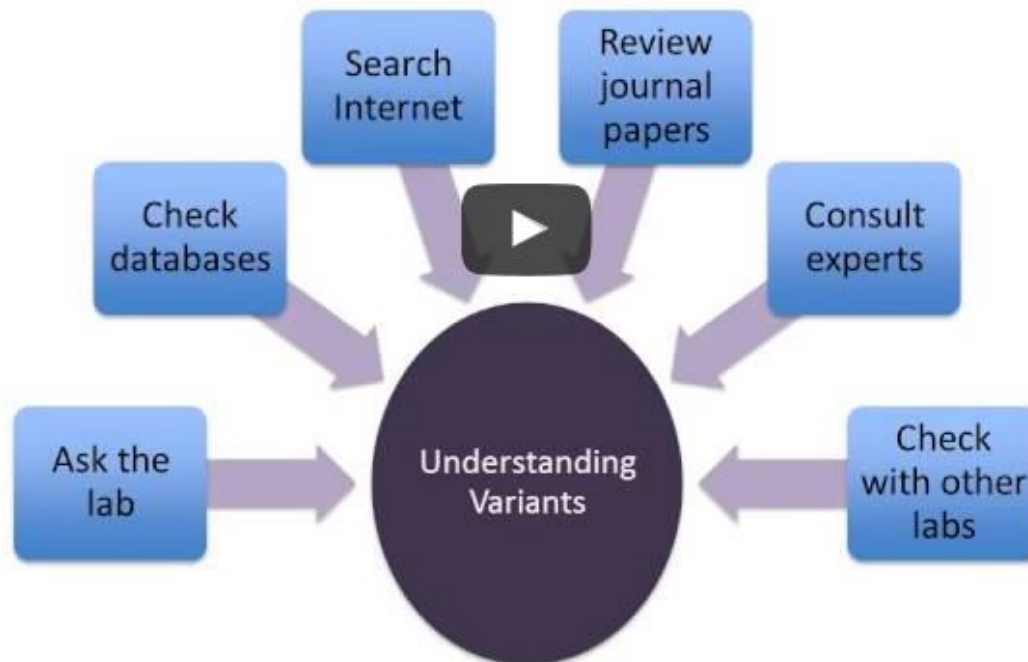 Search
Internet
Review
journal
papers
Check
databases
Consult
experts
Ask the
lab
Understanding
Variants
Check
with other
labs